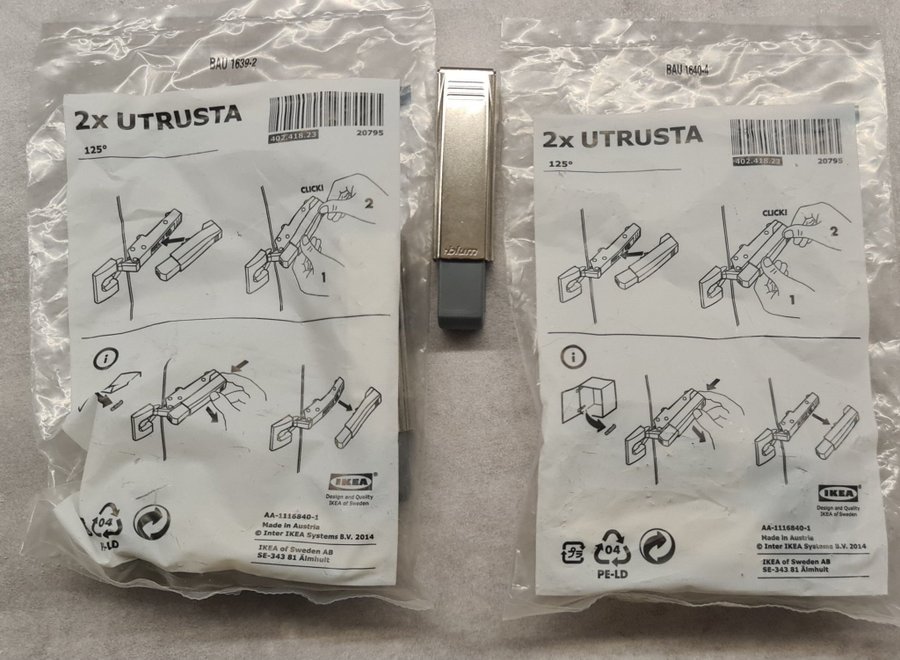 BAU 1639-2
2x UTRUSTA
402.418.23
20795
125°
CLICK!
2
1
i
IKEA®
Design and Quality
IKEA of Sweden
04
AA-1116840-1
Made in Austria
© Inter IKEA Systems B.V. 2014
IKEA of Sweden AB
SE-343 81 Älmhult
blum
BAU 1640-4
2x UTRUSTA
402.418.23
20795
125°
CLICK!
2
1
i
IKEA®
Design and Quality
IKEA of Sweden
プラ
04
PE-LD
AA-1116840-1
Made in Austria
© Inter IKEA Systems B.V. 2014
IKEA of Sweden AB
SE-343 81 Älmhult